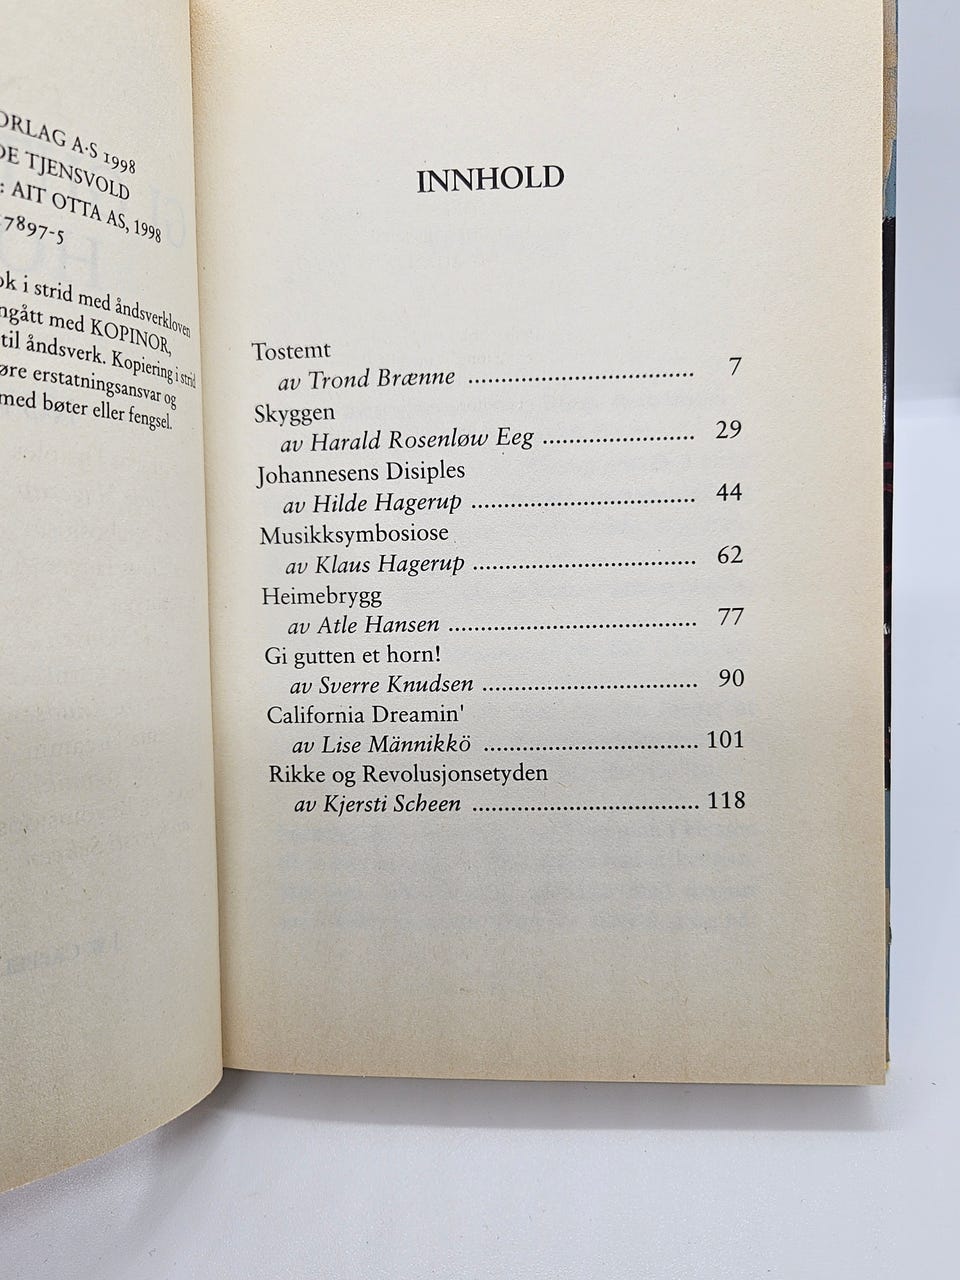 ORLAG A·S 1998
DE TJENSVOLD
: AIT OTTA AS, 1998
7897-5
ok i strid med åndsverkloven
ngått med KOPINOR,
til åndsverk. Kopiering i strid
øre erstatningsansvar og
med bøter eller fengsel.
INNHOLD
Tostemt
av Trond Brænne ........................................ 7
Skyggen
av Harald Rosenløw Eeg ........................... 29
Johannesens Disiples
av Hilde Hagerup ....................................... 44
Musikksymbosiose
av Klaus Hagerup ....................................... 62
Heimebrygg
av Atle Hansen ........................................... 77
Gi gutten et horn!
av Sverre Knudsen ..................................... 90
California Dreamin'
av Lise Männikkö ..................................... 101
Rikke og Revolusjonsetyden
av Kjersti Scheen ....................................... 118